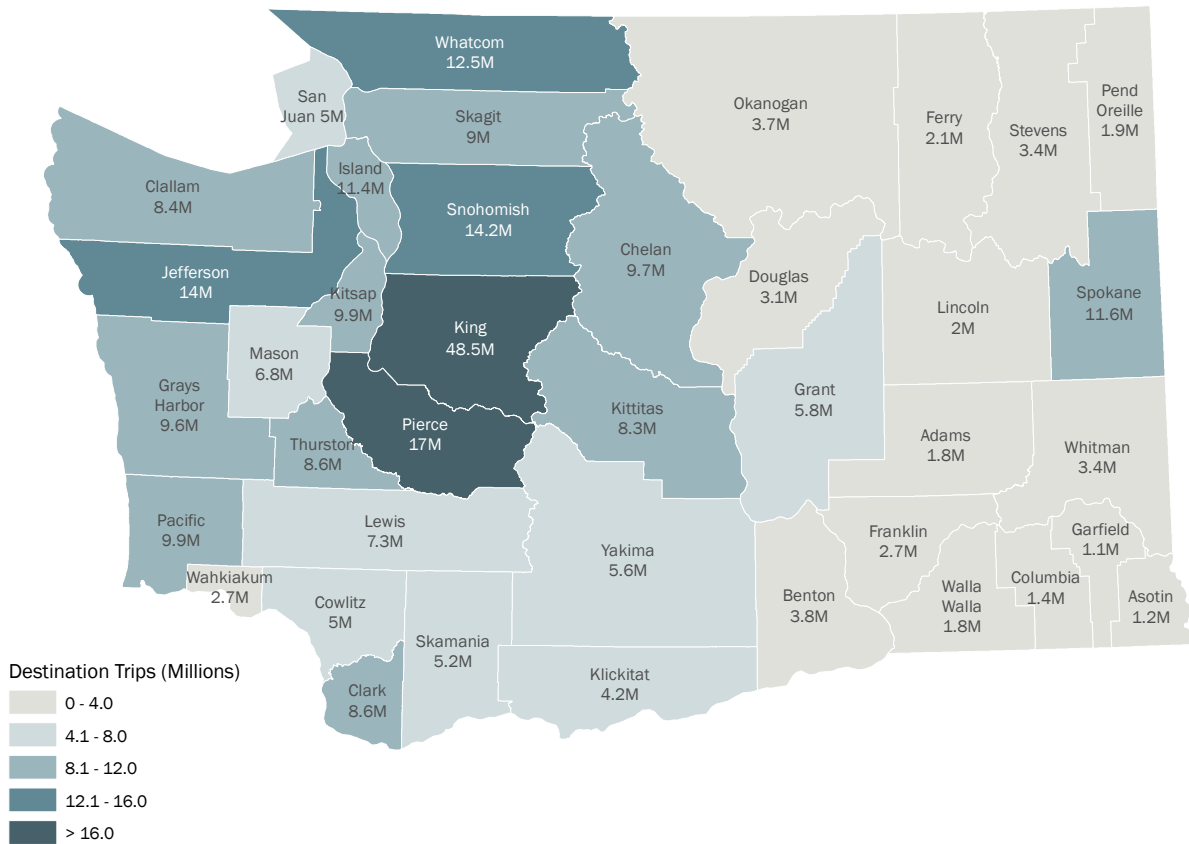 Whatcom
12.5M
San
Juan 5M
Skagit
9M
Okanogan
3.7M
Ferry
2.1M
Stevens
3.4M
Pend
Oreille
1.9M
Clallam
8.4M
Island
11.4M
Snohomish
14.2M
Chelan
9.7M
Douglas
3.1M
Lincoln
2M
Spokane
11.6M
Jefferson
14M
Kitsap
9.9M
King
48.5M
Mason
6.8M
Grays
Harbor
9.6M
Thurston
8.6M
Pierce
17M
Kittitas
8.3M
Grant
5.8M
Adams
1.8M
Whitman
3.4M
Pacific
9.9M
Lewis
7.3M
Yakima
5.6M
Franklin
2.7M
Garfield
1.1M
Wahkiakum
2.7M
Cowlitz
5M
Skamania
5.2M
Benton
3.8M
Walla
Walla
1.8M
Columbia
1.4M
Asotin
1.2M
Clark
8.6M
Klickitat
4.2M
Destination Trips (Millions)
0 - 4.0
4.1 - 8.0
8.1 - 12.0
12.1 - 16.0
> 16.0